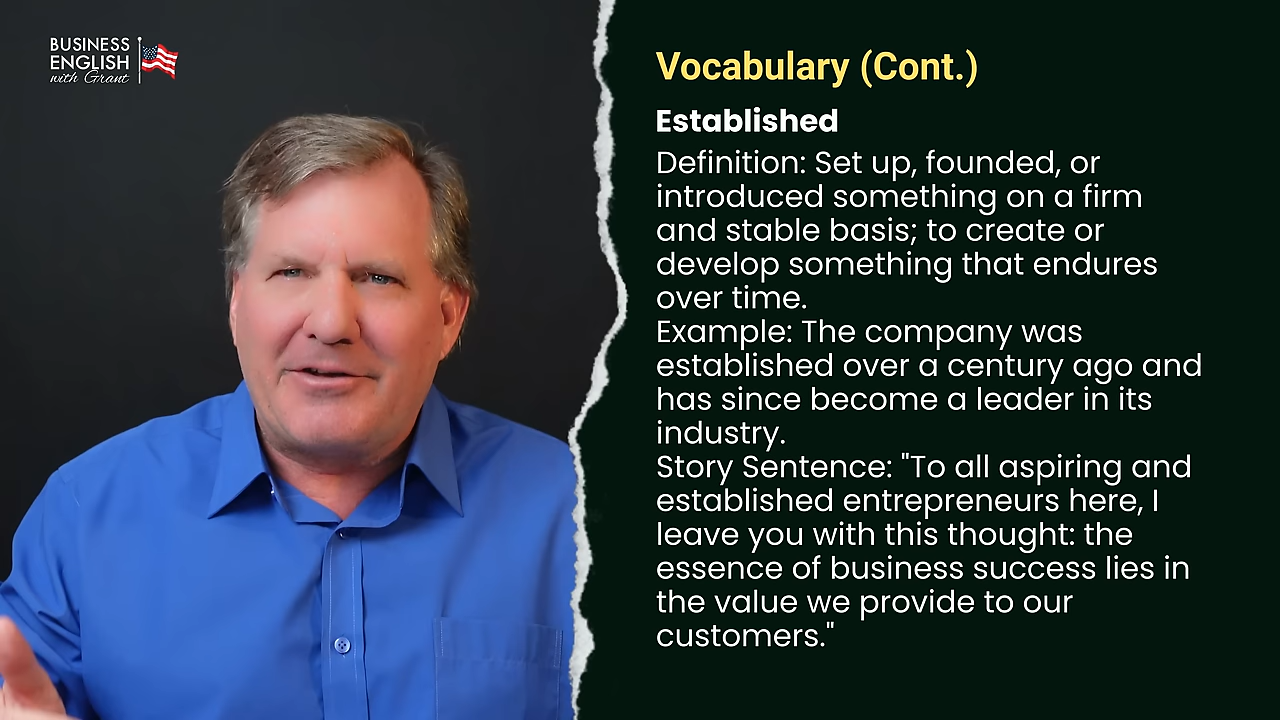 BUSINESS
ENGLISH
with Grant
Vocabulary (Cont.)
Established
Definition: Set up, founded, or
introduced something on a firm
and stable basis; to create or
develop something that endures
over time.
Example: The company was
established over a century ago and
has since become a leader in its
industry.
Story Sentence: "To all aspiring and
established entrepreneurs here, I
leave you with this thought: the
essence of business success lies in
the value we provide to our
customers."